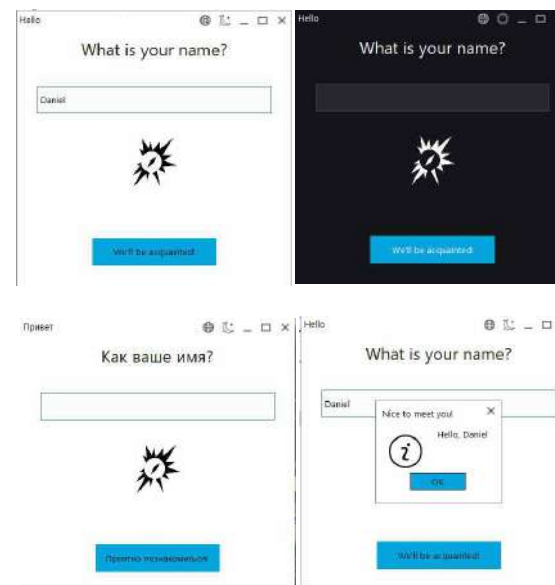 Hello
What is your name?
Daniel
We'll be acquainted!
Hello
What is your name?
We'll be acquainted!
Привет
Как ваше имя?
Приятно познакомиться!
Hello
What is your name?
Daniel
Nice to meet you!
Hello, Daniel
OK
We'll be acquainted!